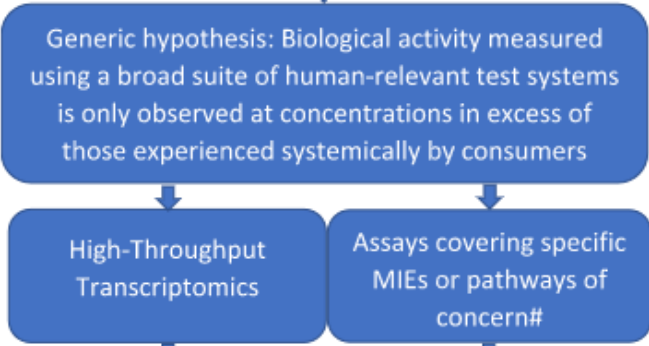 Generic hypothesis: Biological activity measured
using a broad suite of human-relevant test systems
is only observed at concentrations in excess of
those experienced systemically by consumers
High-Throughput
Transcriptomics
Assays covering specific
MIEs or pathways of
concern#